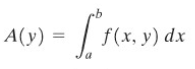 A(y) = ∫_a^b f(x, y) dx